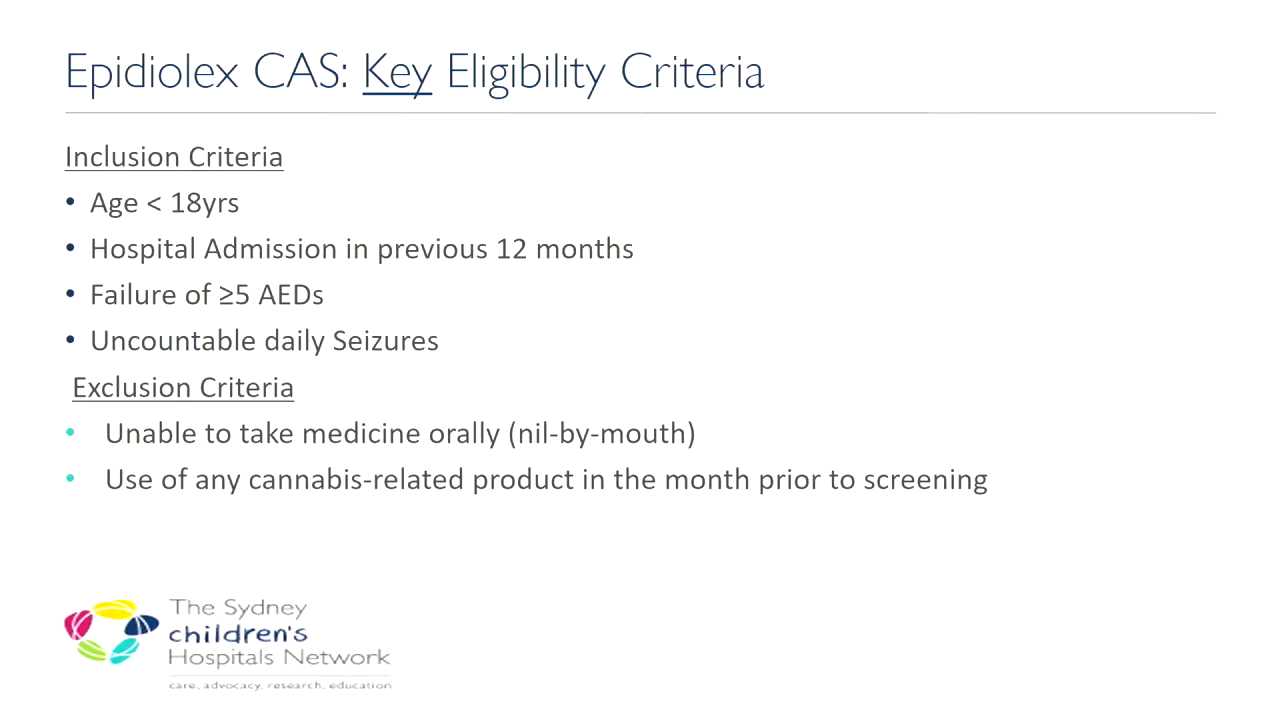 Epidiolex CAS: Key Eligibility Criteria
Inclusion Criteria
• Age < 18yrs
• Hospital Admission in previous 12 months
• Failure of ≥5 AEDs
• Uncountable daily Seizures
Exclusion Criteria
• Unable to take medicine orally (nil-by-mouth)
• Use of any cannabis-related product in the month prior to screening
The Sydney
children's
Hospitals Network
care, advocacy, research, education